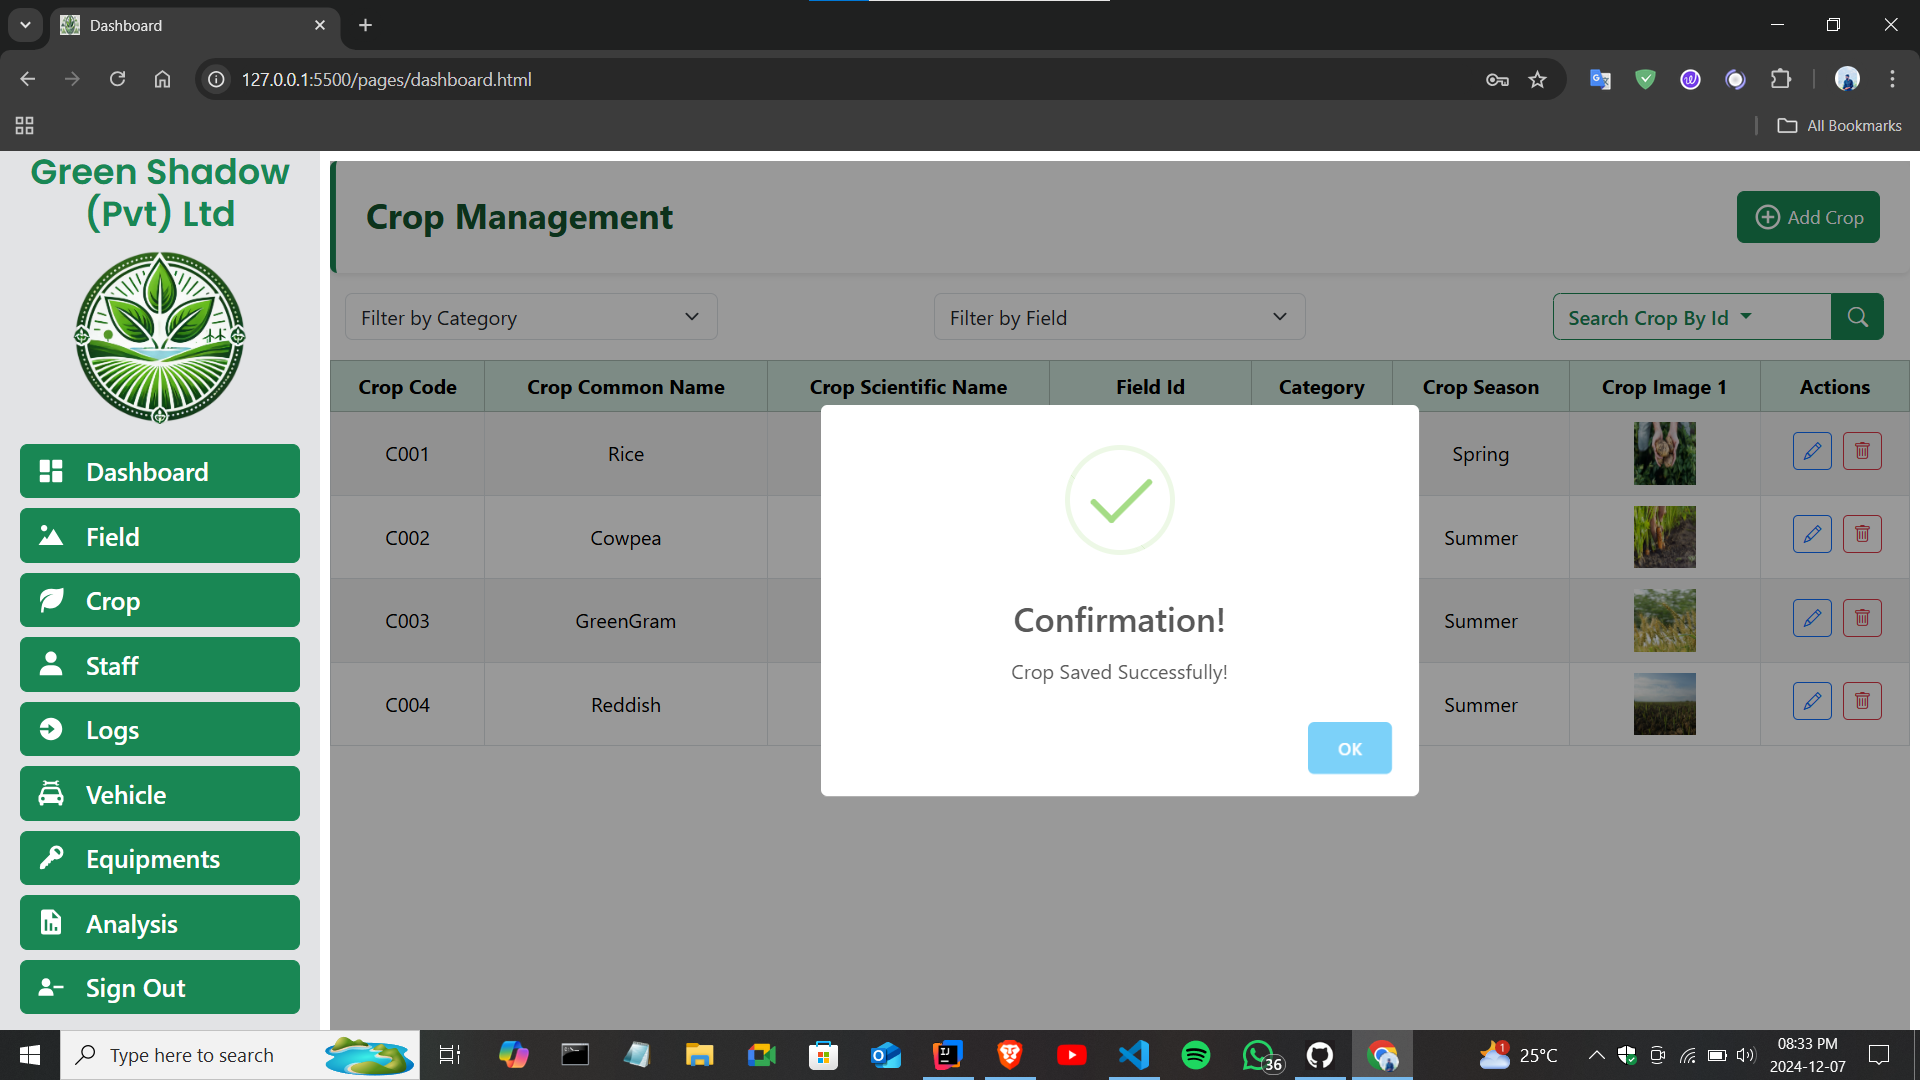 Dashboard
127.0.0.1:5500/pages/dashboard.html
All Bookmarks
Green Shadow
(Pvt) Ltd
Dashboard
Field
Crop
Staff
Logs
Vehicle
Equipments
Analysis
Sign Out
Crop Management
Add Crop
Filter by Category
Filter by Field
Search Crop By Id
Crop Code Crop Common Name Crop Scientific Name Field Id Category Crop Season Crop Image 1 Actions
C001 Rice Spring
C002 Cowpea Summer
C003 GreenGram Summer
C004 Reddish Summer
Confirmation!
Crop Saved Successfully!
OK
Type here to search
36
1
25°C
08:33 PM
2024-12-07